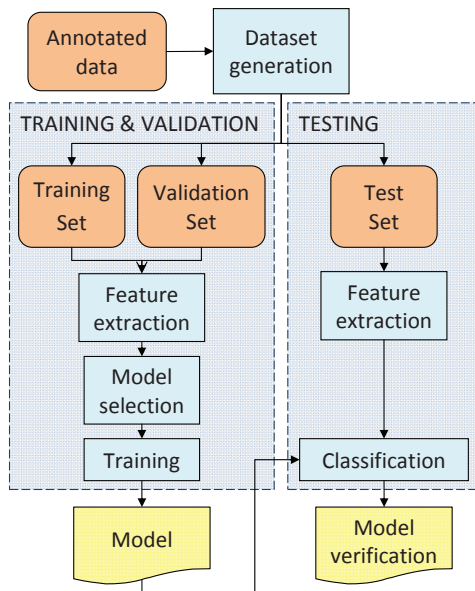 Annotated
data
Dataset
generation
TRAINING & VALIDATION
TESTING
Training
Set
Validation
Set
Test
Set
Feature
extraction
Feature
extraction
Model
selection
Training
Classification
Model
Model
verification